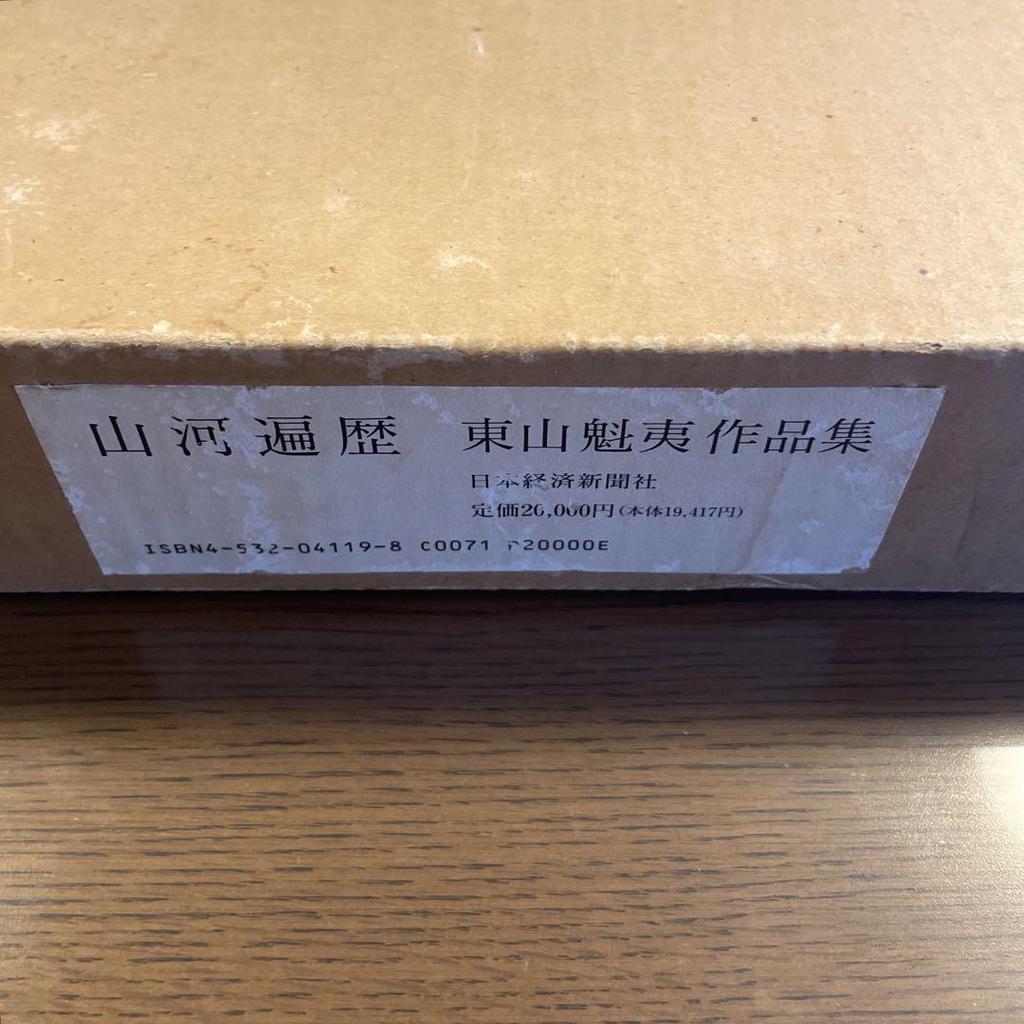 山河遍歴 東山魁夷作品集
日本経済新聞社
定価20,000円(本体19,417円)
ISBN4-532-04119-8 C0071 P20000E